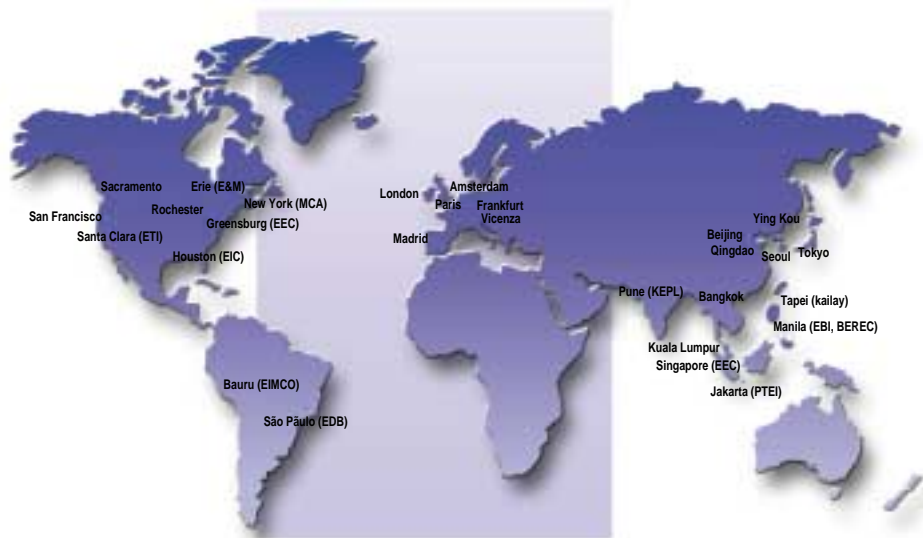 Sacramento
Erie (E&M)
New York (MCA)
Rochester
San Francisco
Greensburg (EEC)
Santa Clara (ETI)
Houston (EIC)
Bauru (EIMCO)
São Päulo (EDB)
London
Amsterdam
Paris
Frankfurt
Vicenza
Madrid
Ying Kou
Beijing
Qingdao
Seoul
Tokyo
Pune (KEPL)
Bangkok
Tapei (kailay)
Manila (EBI, BEREC)
Kuala Lumpur
Singapore (EEC)
Jakarta (PTEI)